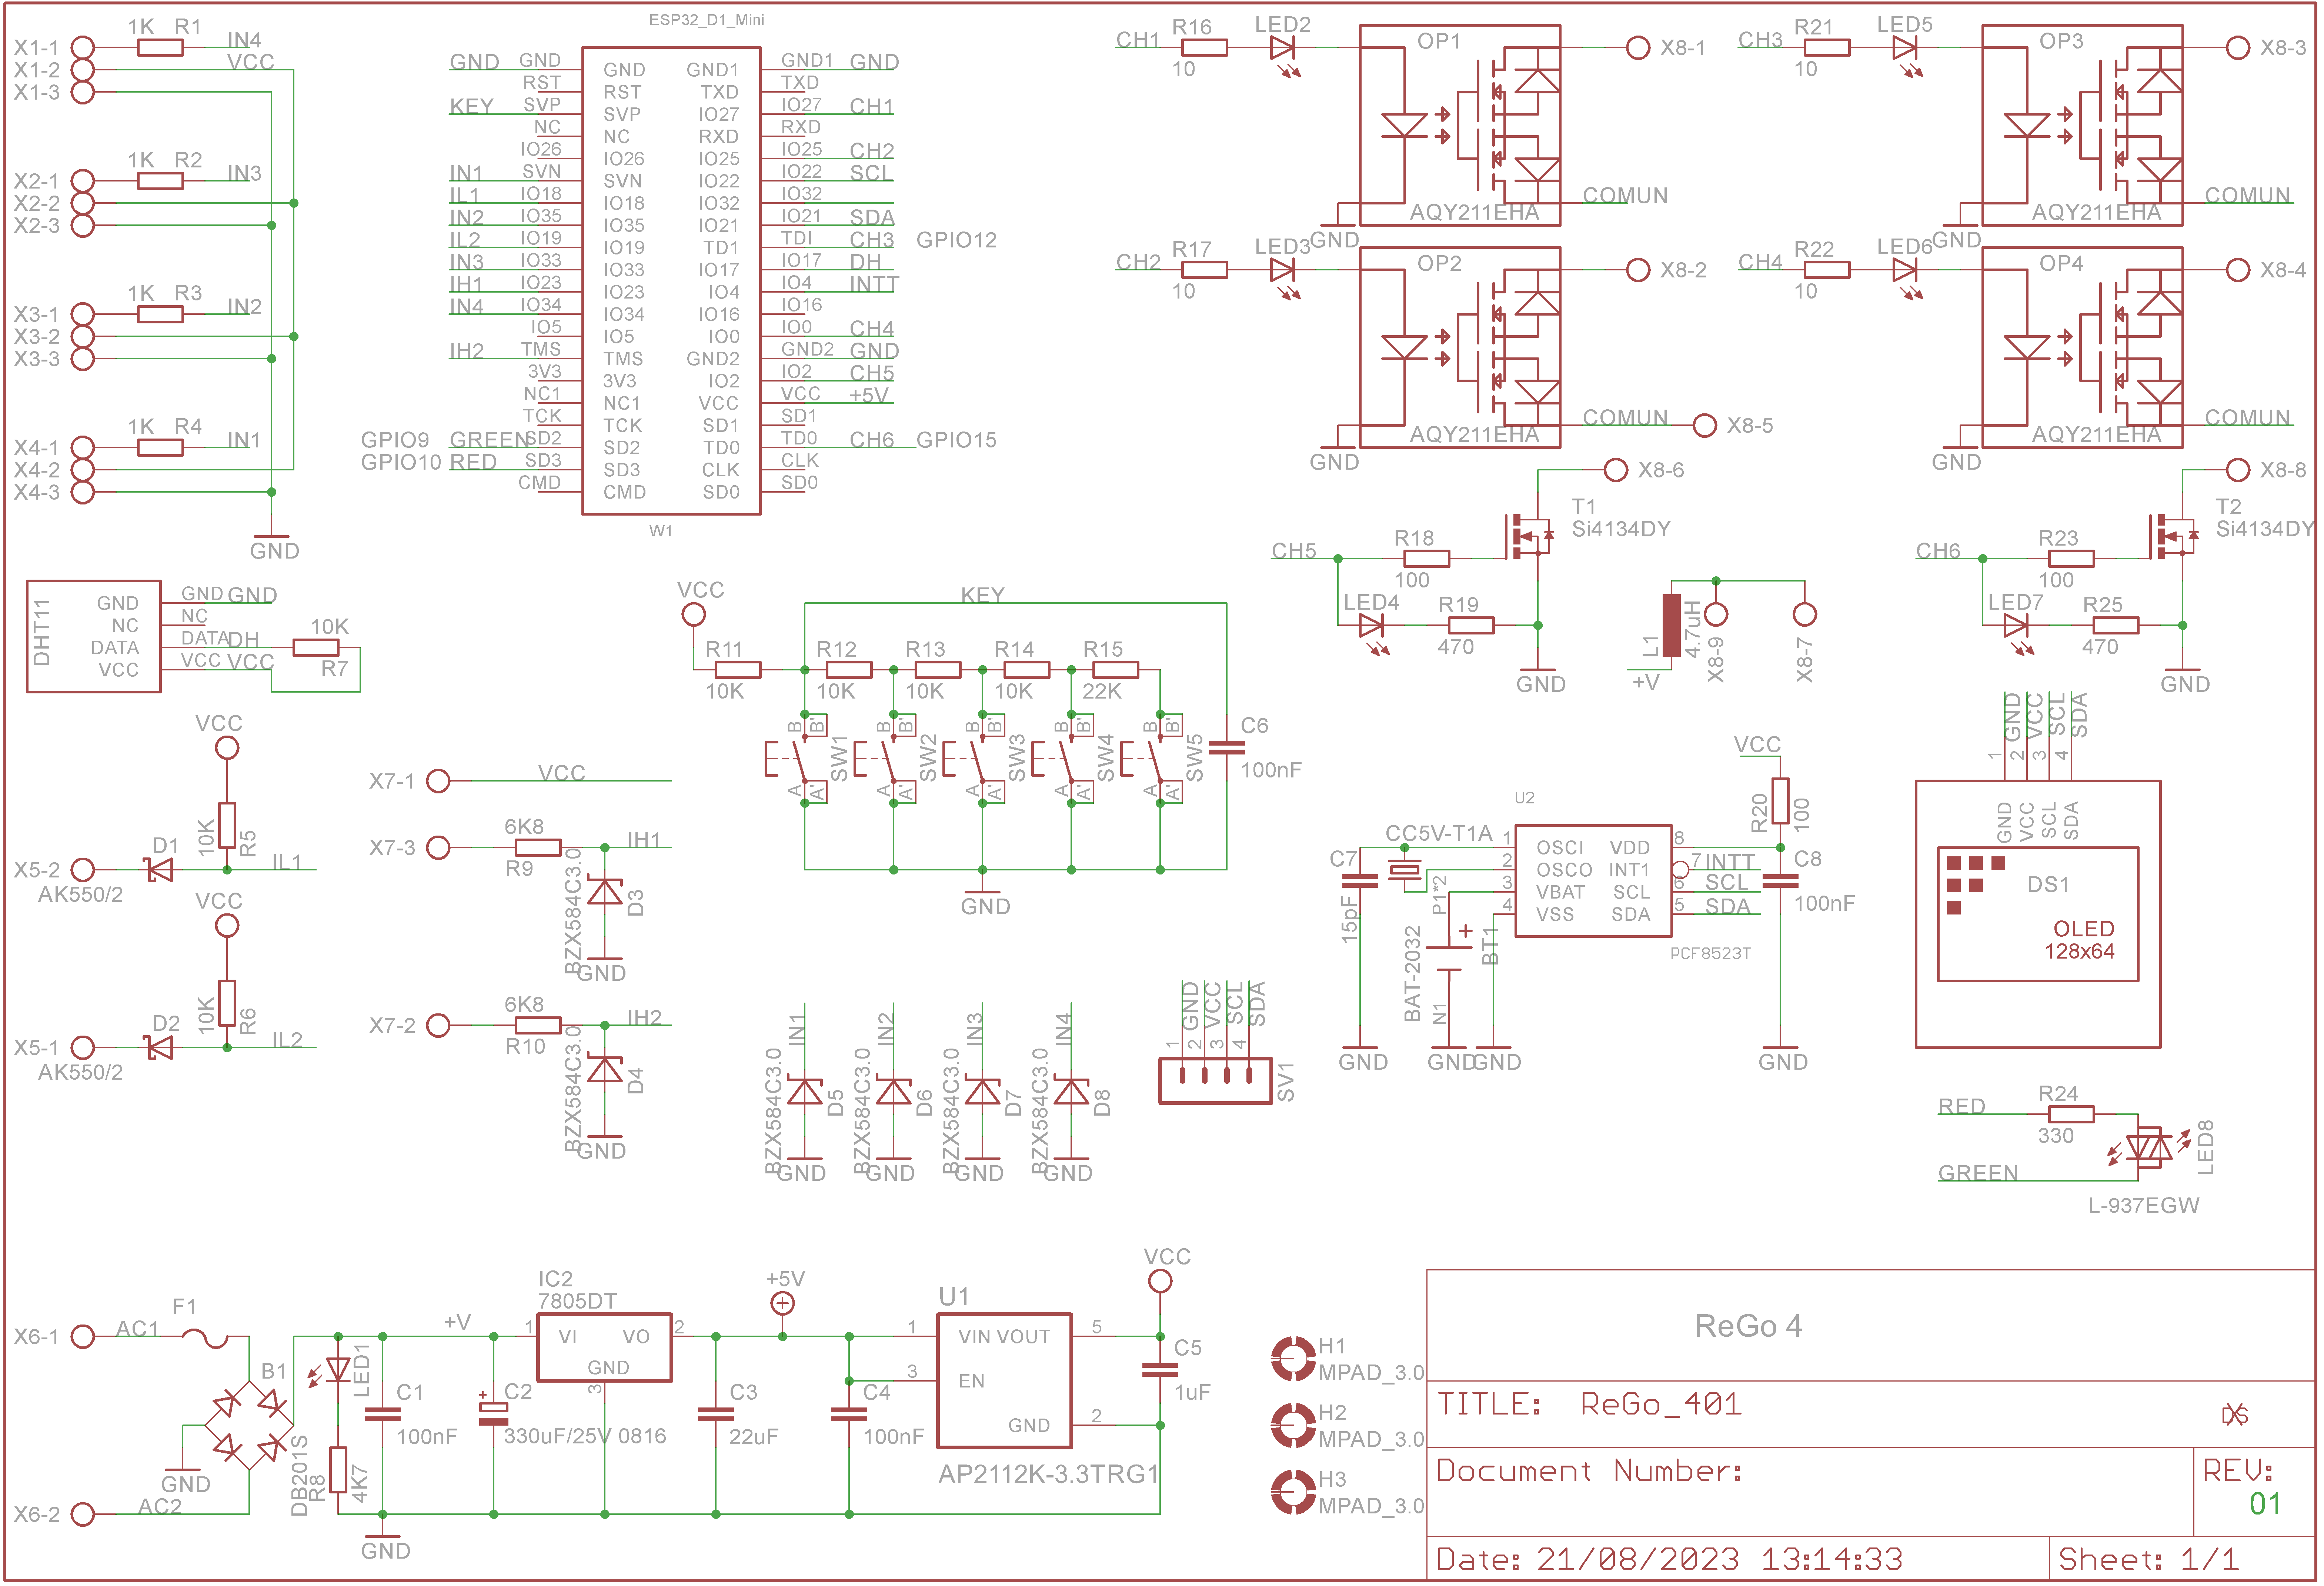 ESP32_D1_Mini
X1-1 1K R1 IN4
X1-2 VCC
X1-3
X2-1 1K R2 IN3
X2-2
X2-3
X3-1 1K R3 IN2
X3-2
X3-3
X4-1 1K R4 IN1
X4-2
X4-3
GND
GND GND GND GND1 GND1 GND
RST RST TXD TXD
KEY SVP SVP IO27 IO27 CH1
NC NC RXD RXD
IO26 IO26 IO25 IO25 CH2
IN1 SVN SVN IO22 IO22 SCL
IL1 IO18 IO18 IO32 IO32
IN2 IO35 IO35 IO21 IO21 SDA
IL2 IO19 IO19 TD1 TDI CH3 GPIO12
IN3 IO33 IO33 IO17 IO17 DH
IH1 IO23 IO23 IO4 IO4 INTT
IN4 IO34 IO34 IO16 IO16
IO5 IO5 IO0 IO0 CH4
IH2 TMS TMS GND2 GND2 GND
3V3 3V3 IO2 IO2 CH5
NC1 NC1 VCC VCC +5V
TCK TCK SD1 SD1
GPIO9 GREEN SD2 SD2 TD0 TD0 CH6 GPIO15
GPIO10 RED SD3 SD3 CLK CLK
CMD CMD SD0 SD0
W1
CH1 R16 10 LED2 OP1 X8-1
AQY211EHA COMUN
GND
CH3 R21 10 LED5 OP3 X8-3
AQY211EHA COMUN
GND
CH2 R17 10 LED3 OP2 X8-2
AQY211EHA COMUN X8-5
GND
CH4 R22 10 LED6 OP4 X8-4
AQY211EHA COMUN
GND
X8-6
T1
Si4134DY
CH5 R18 100
LED4 R19 470
GND
L1 4.7uH X8-9 X8-7
+V
X8-8
T2
Si4134DY
CH6 R23 100
LED7 R25 470
GND
DHT11
GND GND GND
NC NC
DATA DATA DH 10K R7
VCC VCC VCC
VCC
KEY
R11 R12 R13 R14 R15
10K 10K 10K 10K 22K
B B' B B' B B' B B' B B'
SW1 SW2 SW3 SW4 SW5
A A' A A' A A' A A' A A'
C6
100nF
GND
VCC
10K R5
D1
X5-2 IL1
AK550/2
VCC
10K R6
D2
X5-1 IL2
AK550/2
X7-1 VCC
X7-3 6K8 R9 IH1
BZX584C3.0 D3
GND
X7-2 6K8 R10 IH2
BZX584C3.0 D4
GND
IN1 IN2 IN3 IN4
BZX584C3.0 D5 BZX584C3.0 D6 BZX584C3.0 D7 BZX584C3.0 D8
GND GND GND GND
GND VCC SCL SDA
1 2 3 4
SV1
U2
CC5V-T1A
C7
15pF
1 OSCI VDD 8
2 OSCO INT1 7 INTT
3 VBAT SCL 6 SCL
4 VSS SDA 5 SDA
PCF8523T
P1*2
+
BAT-2032 BT1
N1
VCC
R20 100
C8
100nF
GND GND GND GND
GND VCC SCL SDA
1 2 3 4
GND VCC SCL SDA
DS1
OLED
128x64
RED R24 330
GREEN LED8
L-937EGW
X6-1 AC1 F1
B1
DB201S
GND
X6-2 AC2
LED1
R8 4K7
C1
100nF
+V
+ C2
330uF/25V 0816
IC2
7805DT
1 VI VO 2
GND
3
C3
22uF
+5V
C4
100nF
U1
1 VIN VOUT 5
3 EN
GND 2
AP2112K-3.3TRG1
VCC
C5
1uF
GND
H1
MPAD_3.0
H2
MPAD_3.0
H3
MPAD_3.0
ReGo 4
TITLE: ReGo_401
Document Number:
REV:
01
Date: 21/08/2023 13:14:33
Sheet: 1/1